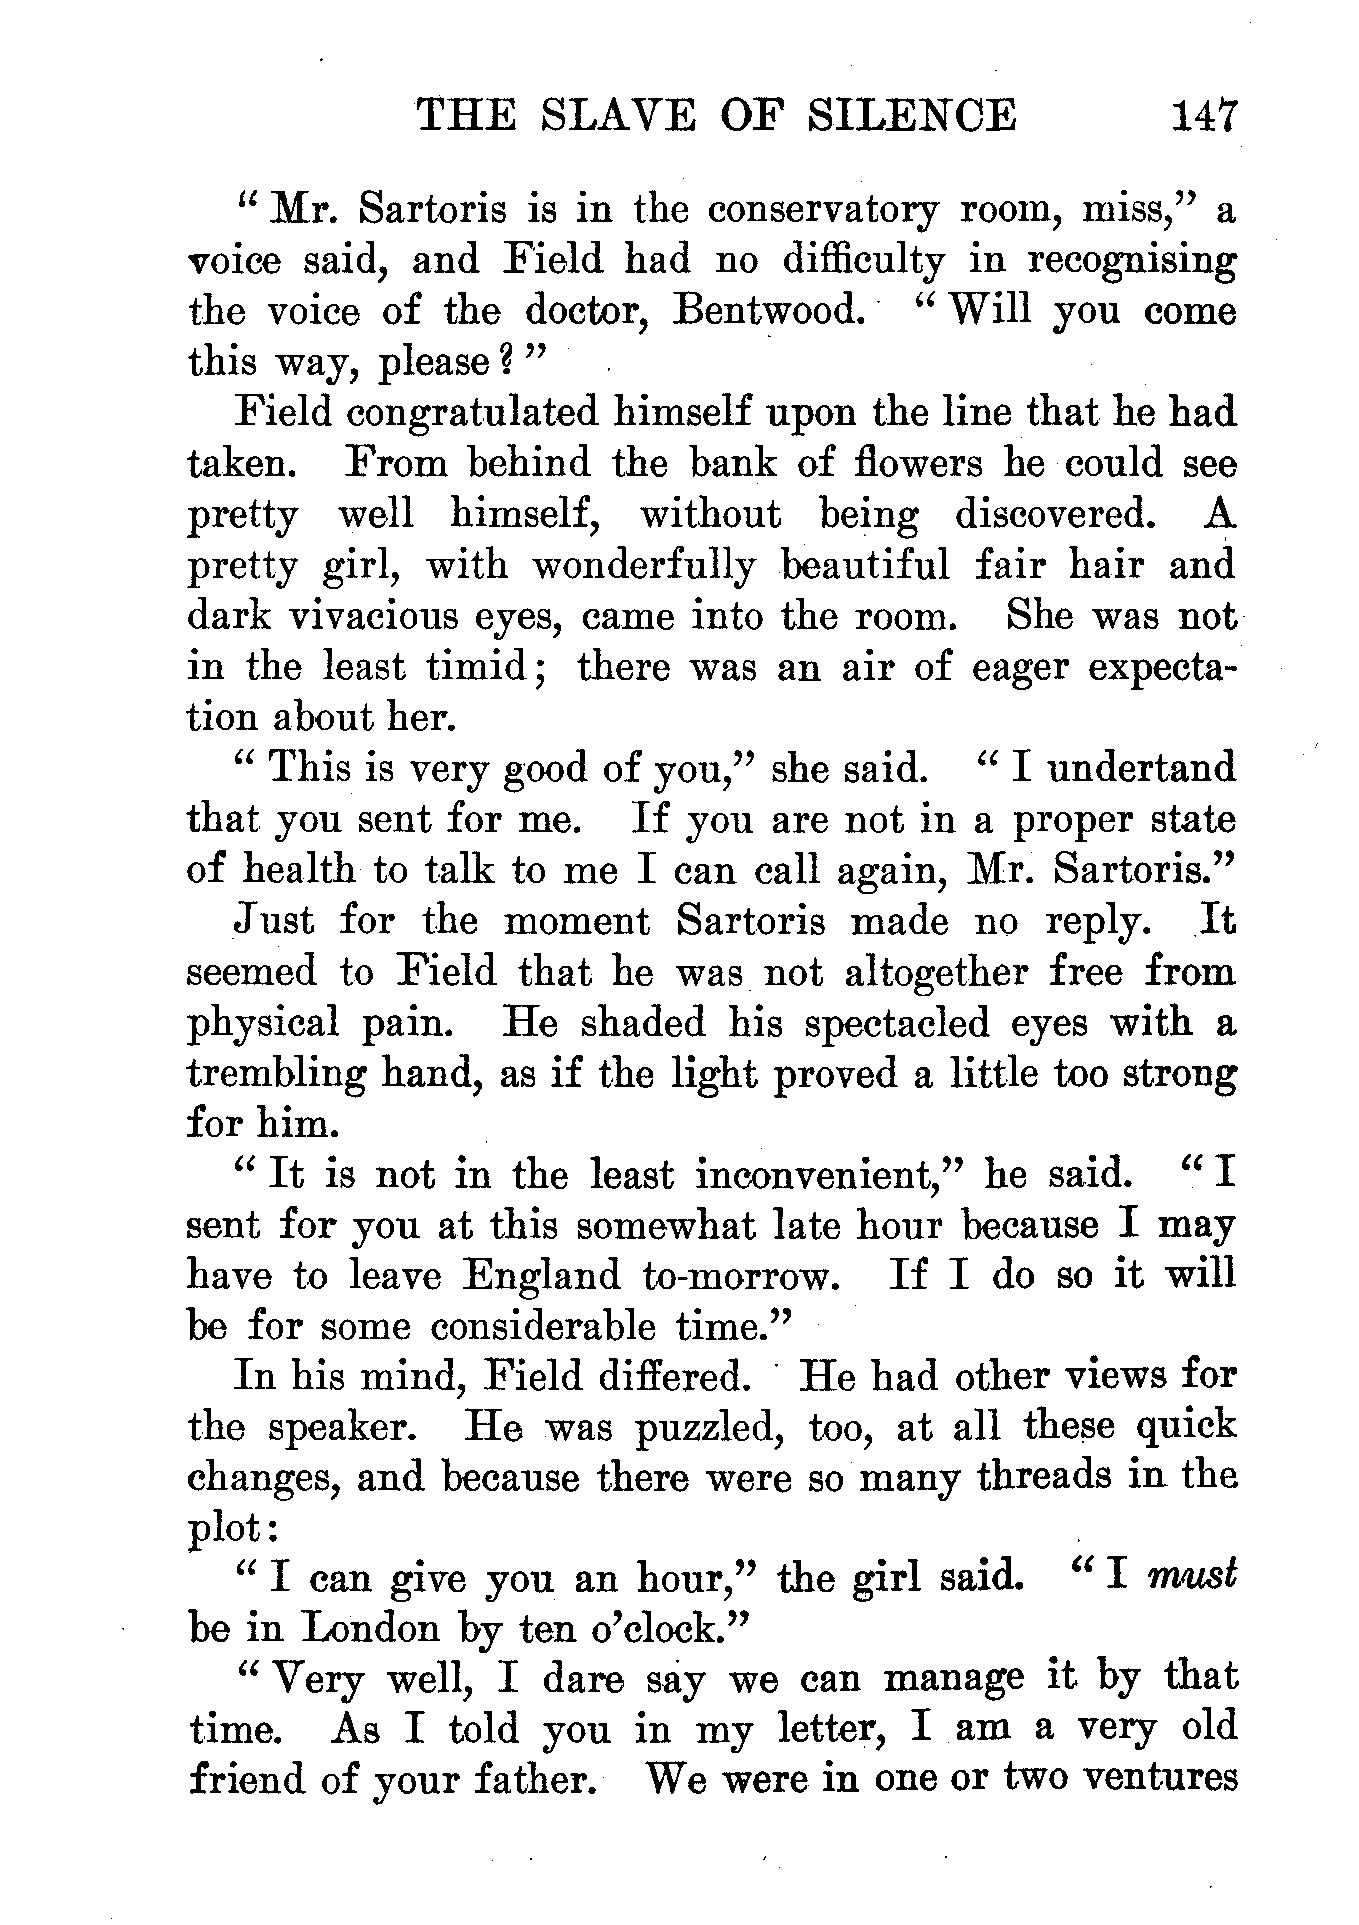 THE SLAVE OF SILENCE 147
“Mr. Sartoris is in the conservatory room, miss,” a
voice said, and Field had no difficulty in recognising
the voice of the doctor, Bentwood. “Will you come
this way, please?”
Field congratulated himself upon the line that he had
taken. From behind the bank of flowers he could see
pretty well himself, without being discovered. A
pretty girl, with wonderfully beautiful fair hair and
dark vivacious eyes, came into the room. She was not
in the least timid; there was an air of eager expecta-
tion about her.
“This is very good of you,” she said. “I undertand
that you sent for me. If you are not in a proper state
of health to talk to me I can call again, Mr. Sartoris.”
Just for the moment Sartoris made no reply. It
seemed to Field that he was not altogether free from
physical pain. He shaded his spectacled eyes with a
trembling hand, as if the light proved a little too strong
for him.
“It is not in the least inconvenient,” he said. “I
sent for you at this somewhat late hour because I may
have to leave England to-morrow. If I do so it will
be for some considerable time.”
In his mind, Field differed. He had other views for
the speaker. He was puzzled, too, at all these quick
changes, and because there were so many threads in the
plot:
“I can give you an hour,” the girl said. “I must
be in London by ten o’clock.”
“Very well, I dare say we can manage it by that
time. As I told you in my letter, I am a very old
friend of your father. We were in one or two ventures